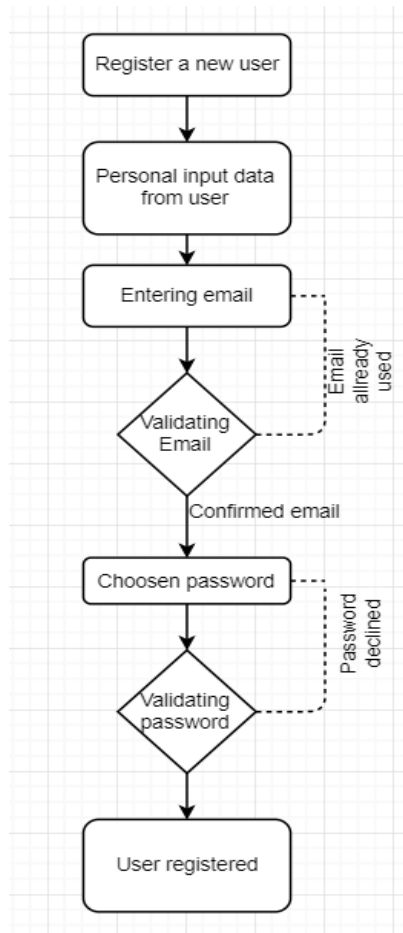 Register a new user
Personal input data
from user
Entering email
Email
allready
used
Validating
Email
Confirmed email
Choosen password
Password
declined
Validating
password
User registered